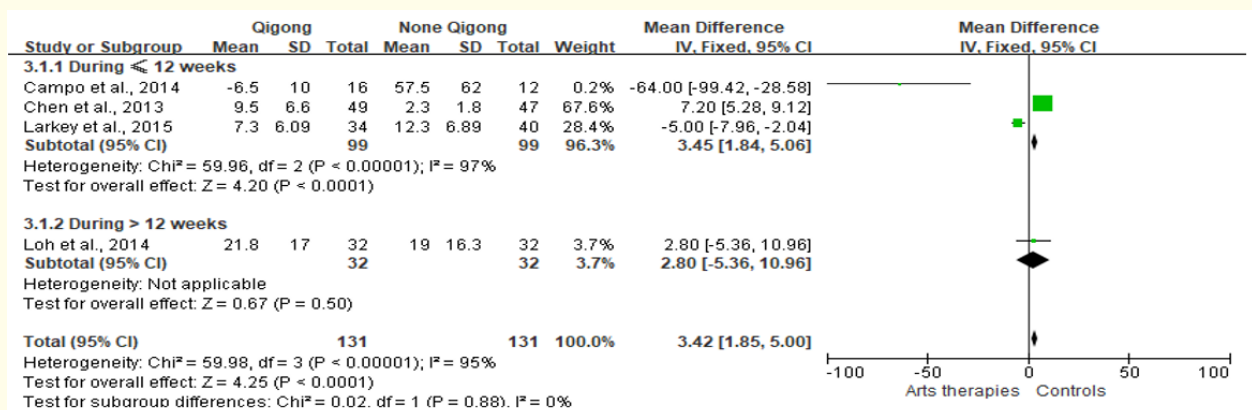 Qigong None Qigong Mean Difference Mean Difference
Study or Subgroup Mean SD Total Mean SD Total Weight IV, Fixed, 95% CI IV, Fixed, 95% CI
3.1.1 During ⩽ 12 weeks
Campo et al., 2014 -6.5 10 16 57.5 62 12 0.2% -64.00 [-99.42, -28.58]
Chen et al., 2013 9.5 6.6 49 2.3 1.8 47 67.6% 7.20 [5.28, 9.12]
Larkey et al., 2015 7.3 6.09 34 12.3 6.89 40 28.4% -5.00 [-7.96, -2.04]
Subtotal (95% CI) 99 99 96.3% 3.45 [1.84, 5.06]
Heterogeneity: Chi² = 59.96, df = 2 (P < 0.00001); I² = 97%
Test for overall effect: Z = 4.20 (P < 0.0001)
3.1.2 During > 12 weeks
Loh et al., 2014 21.8 17 32 19 16.3 32 3.7% 2.80 [-5.36, 10.96]
Subtotal (95% CI) 32 32 3.7% 2.80 [-5.36, 10.96]
Heterogeneity: Not applicable
Test for overall effect: Z = 0.67 (P = 0.50)
Total (95% CI) 131 131 100.0% 3.42 [1.85, 5.00]
Heterogeneity: Chi² = 59.98, df = 3 (P < 0.00001); I² = 95%
Test for overall effect: Z = 4.25 (P < 0.0001)
Test for subgroup differences: Chi² = 0.02, df = 1 (P = 0.88), I² = 0%
-100 -50 0 50 100
Arts therapies Controls